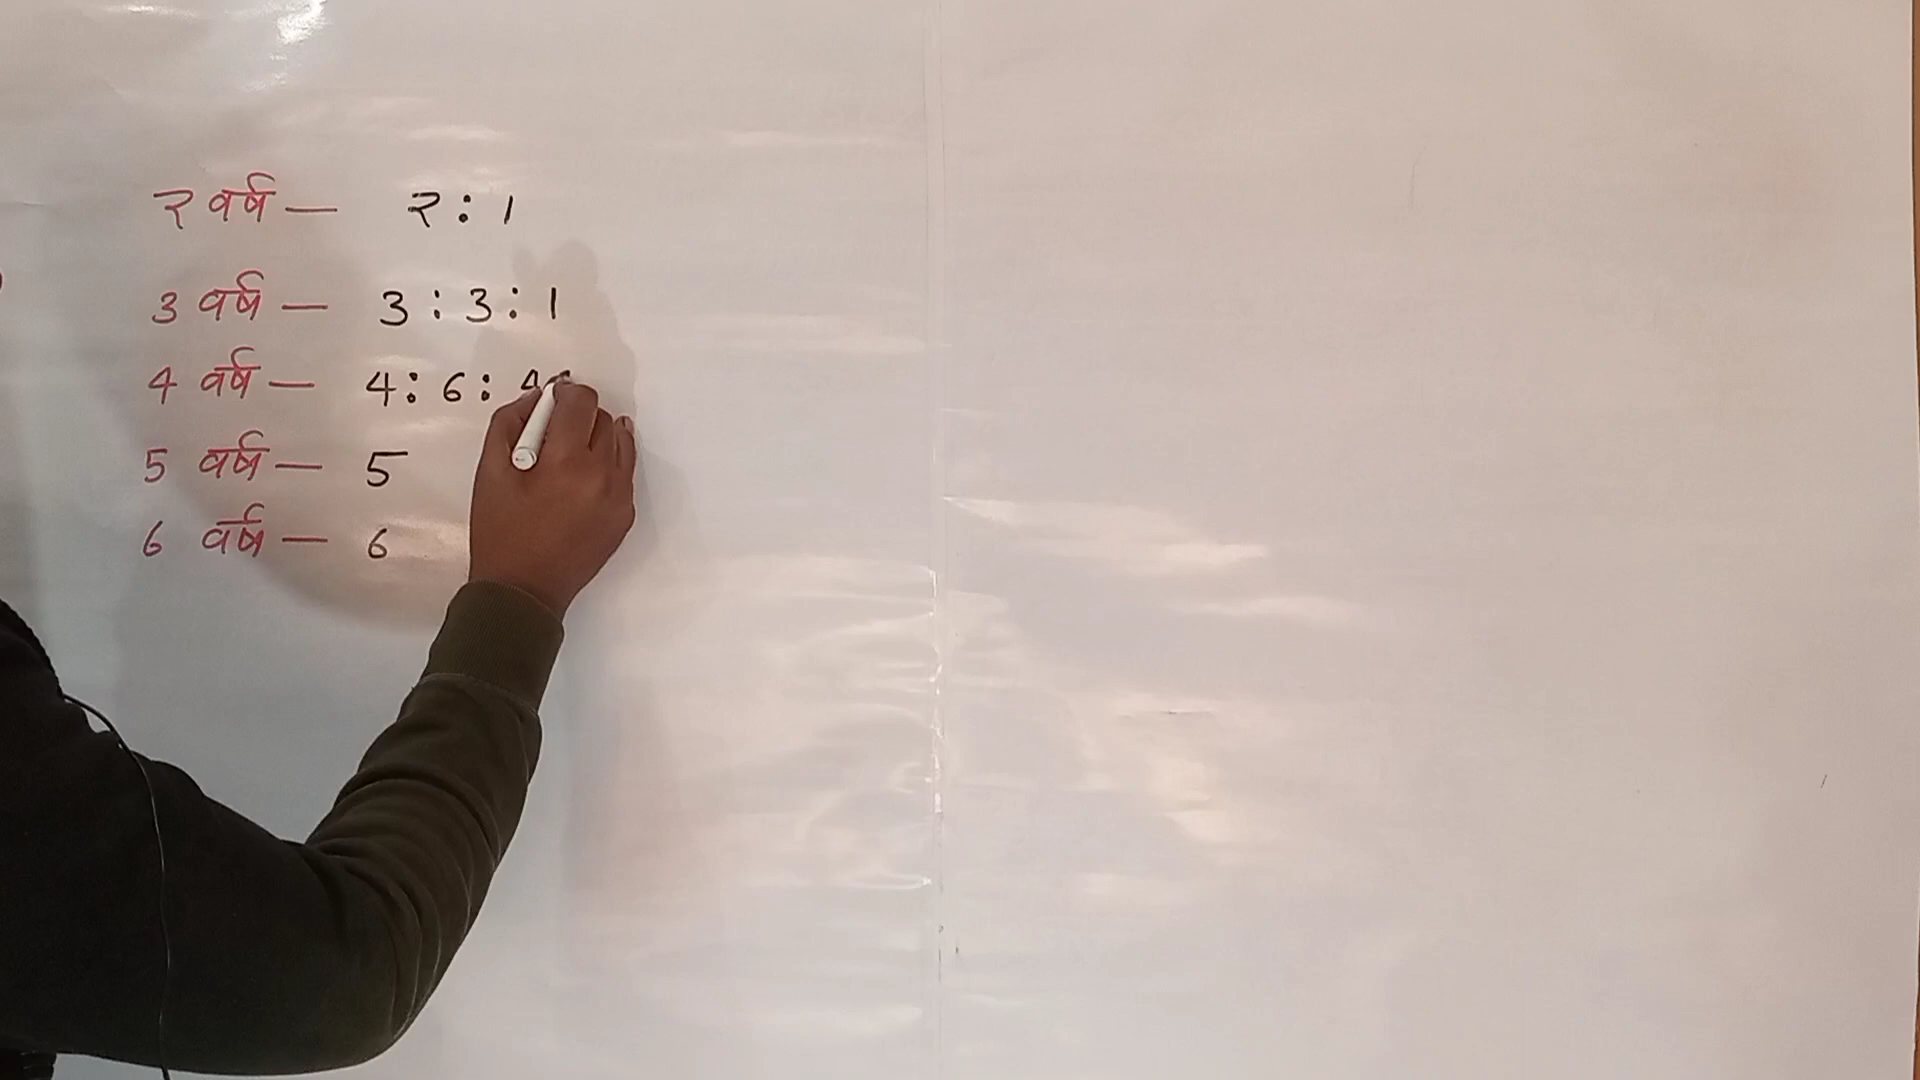 २ वर्ष — २ : 1
3 वर्ष — 3 : 3 : 1
4 वर्ष — 4 : 6 : 4
5 वर्ष — 5
6 वर्ष — 6